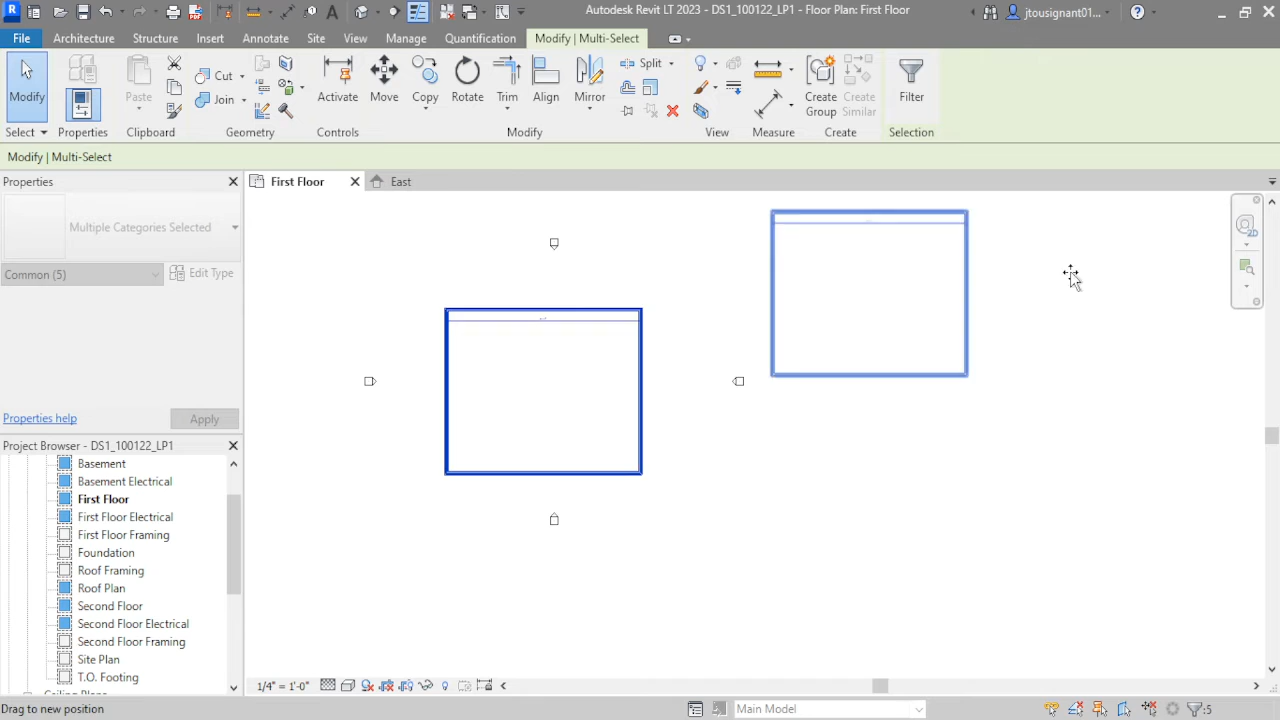 Autodesk Revit LT 2023 - DS1_100122_LP1 - Floor Plan: First Floor
jtousignant01...
File Architecture Structure Insert Annotate Site View Manage Quantification Modify | Multi-Select
Modify Paste Cut Join Activate Move Copy Rotate Trim Align Mirror Split Create Group Create Similar Filter
Select Properties Clipboard Geometry Controls Modify View Measure Create Selection
Modify | Multi-Select
Properties
First Floor
East
Multiple Categories Selected
Common (5)
Edit Type
Properties help
Apply
Project Browser - DS1_100122_LP1
Basement
Basement Electrical
First Floor
First Floor Electrical
First Floor Framing
Foundation
Roof Framing
Roof Plan
Second Floor
Second Floor Electrical
Second Floor Framing
Site Plan
T.O. Footing
Ceiling Plans
2D
1/4" = 1'-0"
Drag to new position
Main Model
:5